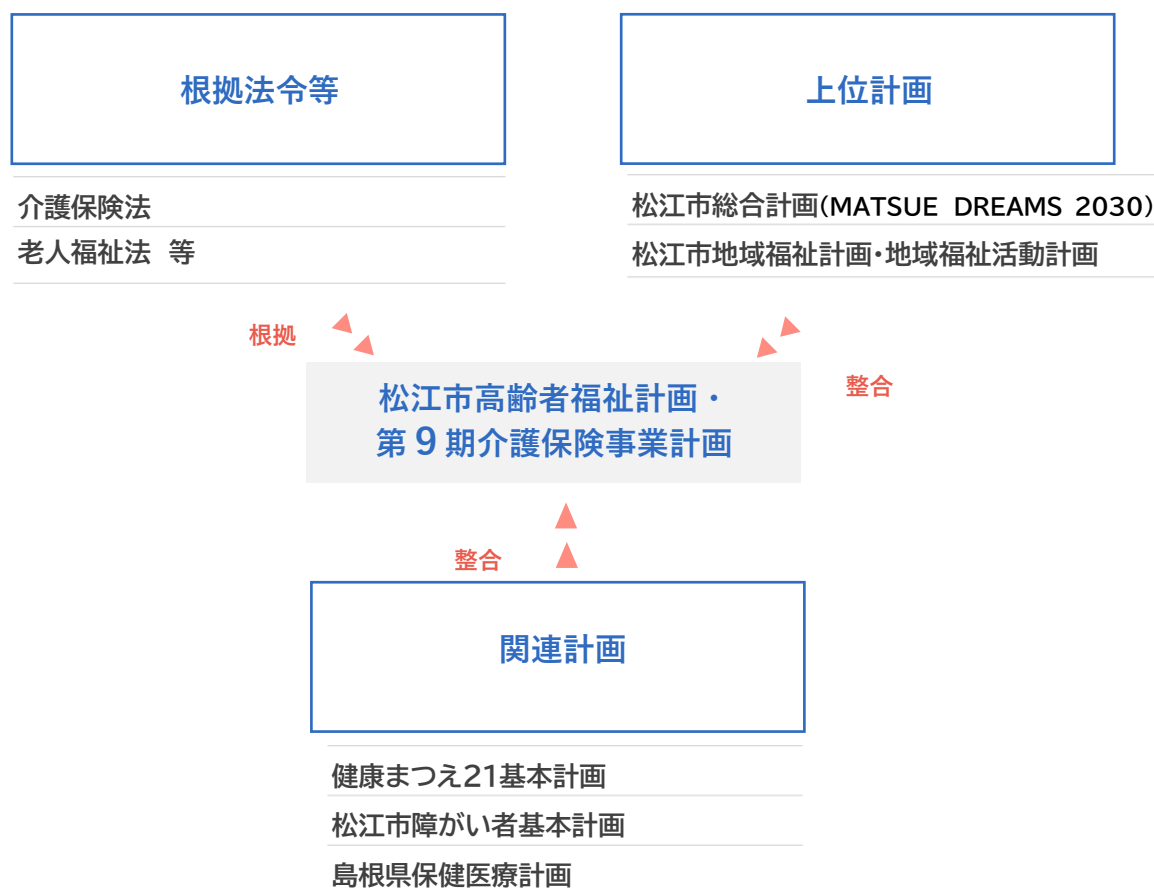 根拠法令等
介護保険法
老人福祉法 等
上位計画
松江市総合計画(MATSUE DREAMS 2030)
松江市地域福祉計画・地域福祉活動計画
根拠
整合
松江市高齢者福祉計画・
第9期介護保険事業計画
整合
関連計画
健康まつえ21基本計画
松江市障がい者基本計画
島根県保健医療計画